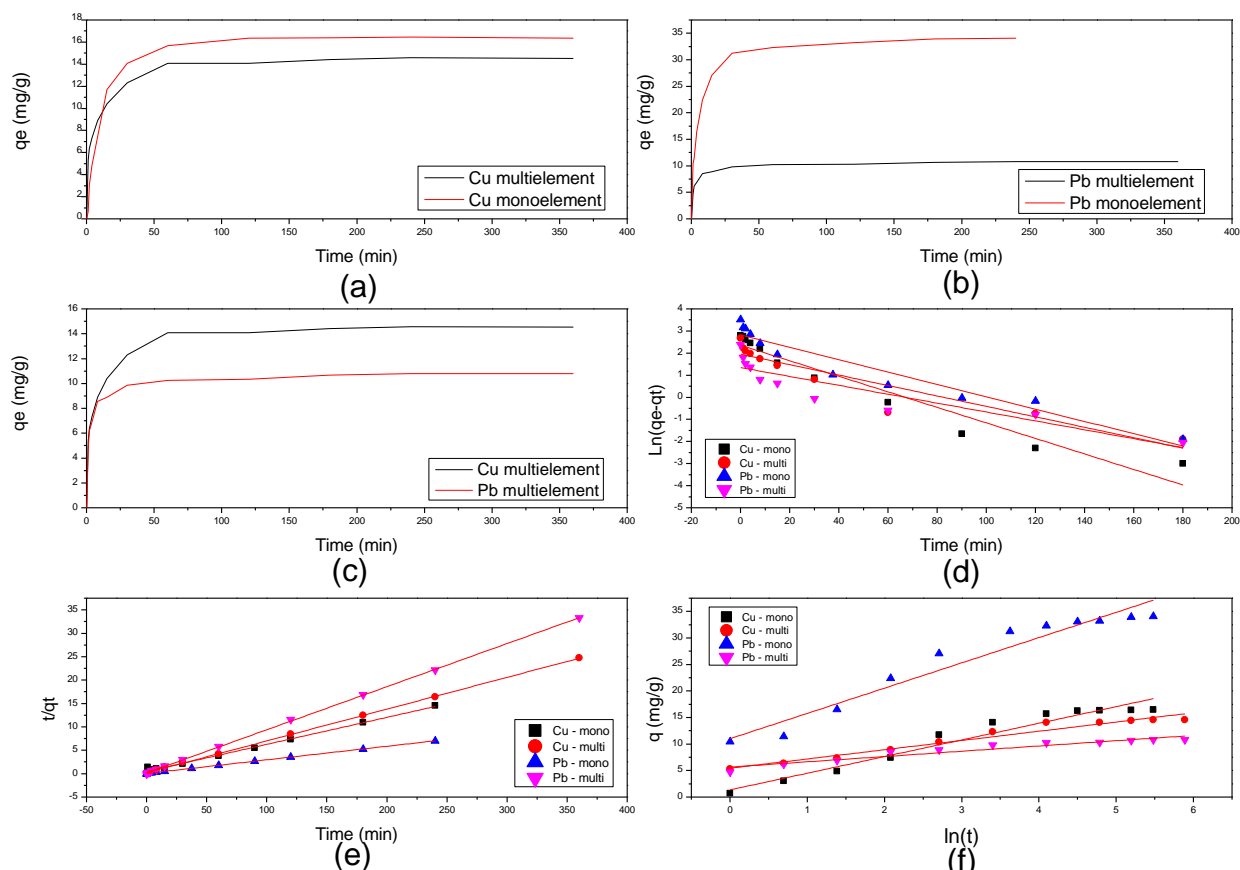 18
16
14
12
10
8
6
4
2
0
qe (mg/g)
Cu multielement
Cu monoelement
0 50 100 150 200 250 300 350 400
Time (min)
(a)
35
30
25
20
15
10
5
0
qe (mg/g)
Pb multielement
Pb monoelement
0 50 100 150 200 250 300 350 400
Time (min)
(b)
16
14
12
10
8
6
4
2
0
qe (mg/g)
Cu multielement
Pb multielement
0 50 100 150 200 250 300 350 400
Time (min)
(c)
4
3
2
1
0
-1
-2
-3
-4
-5
Ln(qe-qt)
Cu - mono
Cu - multi
Pb - mono
Pb - multi
-20 0 20 40 60 80 100 120 140 160 180 200
Time (min)
(d)
35
30
25
20
15
10
5
0
-5
t/qt
Cu - mono
Cu - multi
Pb - mono
Pb - multi
-50 0 50 100 150 200 250 300 350 400
Time (min)
(e)
35
30
25
20
15
10
5
0
q (mg/g)
Cu - mono
Cu - multi
Pb - mono
Pb - multi
0 1 2 3 4 5 6
ln(t)
(f)